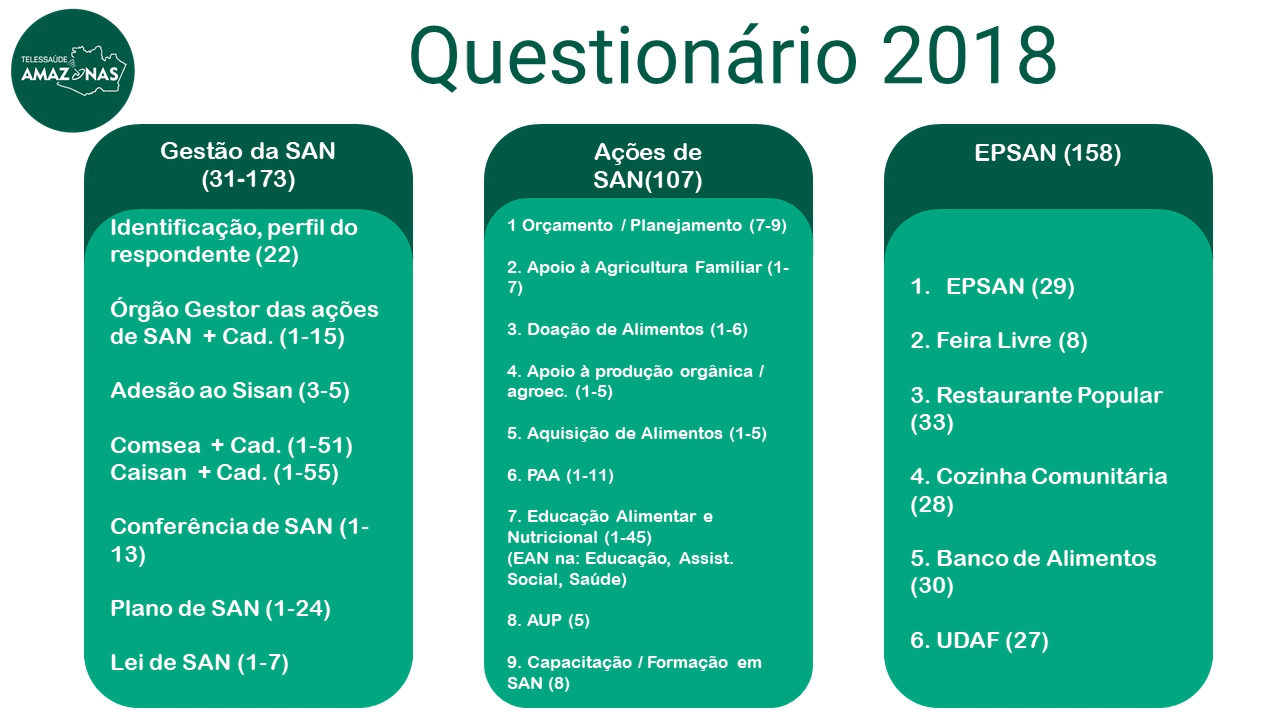 TELESSAÚDE
AMAZONAS
Questionário 2018
Gestão da SAN
(31-173)
Identificação, perfil do
respondente (22)
Órgão Gestor das ações
de SAN + Cad. (1-15)
Adesão ao Sisan (3-5)
Comsea + Cad. (1-51)
Caisan + Cad. (1-55)
Conferência de SAN (1-
13)
Plano de SAN (1-24)
Lei de SAN (1-7)
Ações de
SAN(107)
1 Orçamento / Planejamento (7-9)
2. Apoio à Agricultura Familiar (1-
7)
3. Doação de Alimentos (1-6)
4. Apoio à produção orgânica /
agroec. (1-5)
5. Aquisição de Alimentos (1-5)
6. PAA (1-11)
7. Educação Alimentar e
Nutricional (1-45)
(EAN na: Educação, Assist.
Social, Saúde)
8. AUP (5)
9. Capacitação / Formação em
SAN (8)
EPSAN (158)
1. EPSAN (29)
2. Feira Livre (8)
3. Restaurante Popular
(33)
4. Cozinha Comunitária
(28)
5. Banco de Alimentos
(30)
6. UDAF (27)